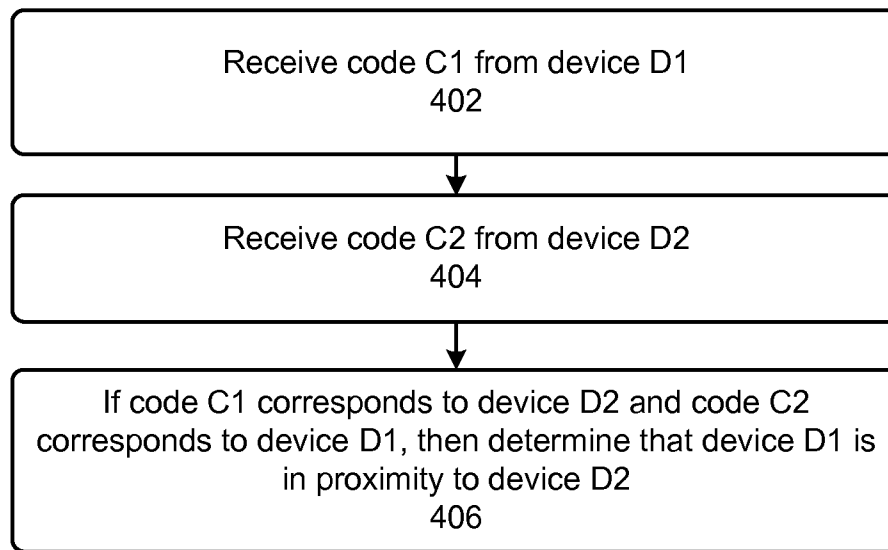 Receive code C1 from device D1
402
Receive code C2 from device D2
404
If code C1 corresponds to device D2 and code C2
corresponds to device D1, then determine that device D1 is
in proximity to device D2
406